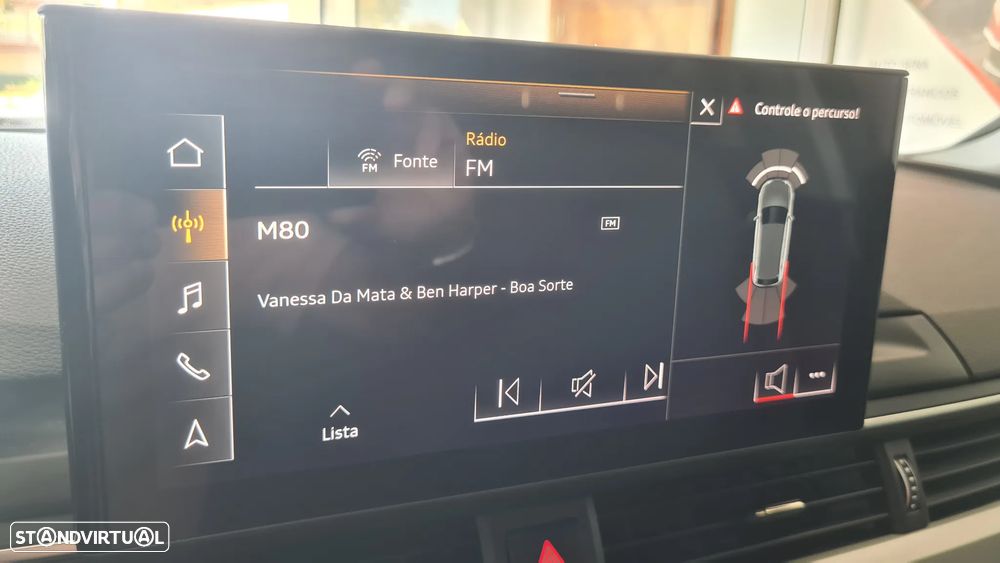 Controle o percurso!
Rádio
FM
FM
Fonte
M80
FM
Vanessa Da Mata & Ben Harper - Boa Sorte
Lista
STANDVIRTUAL